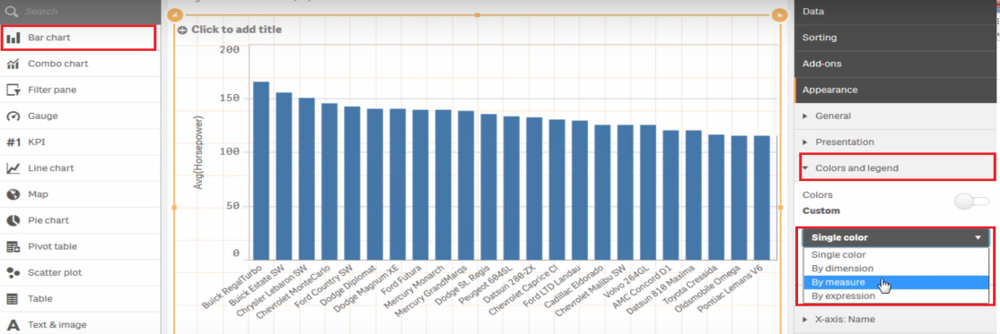 Search
Bar chart
Combo chart
Filter pane
Gauge
#1 KPI
Line chart
Map
Pie chart
Pivot table
Scatter plot
Table
A Text & image
Click to add title
Avg(Horsepower)
200
150
100
50
0
Buick RegalTurbo
Buick Estate SW
Chrysler Lebaron SW
Chevrolet MonteCarlo
Ford Country SW
Dodge Diplomat
Dodge Magnum XE
Ford Futura
Mercury Monarch
Mercury GrandMarqs
Dodge St. Regis
Peugeot 604SL
Datsun 280-ZX
Chevrolet Caprice Cl
Ford LTD Landau
Cadillac Eldorado
Chevrolet Malibu SW
Volvo 264GL
AMC Concord D1
Datsun 810 Maxima
Toyota Cressida
Oldsmobile Omega
Pontiac Lemans V6
Data
Sorting
Add-ons
Appearance
General
Presentation
Colors and legend
Colors
Custom
Single color
Single color
By dimension
By measure
By expression
X-axis: Name